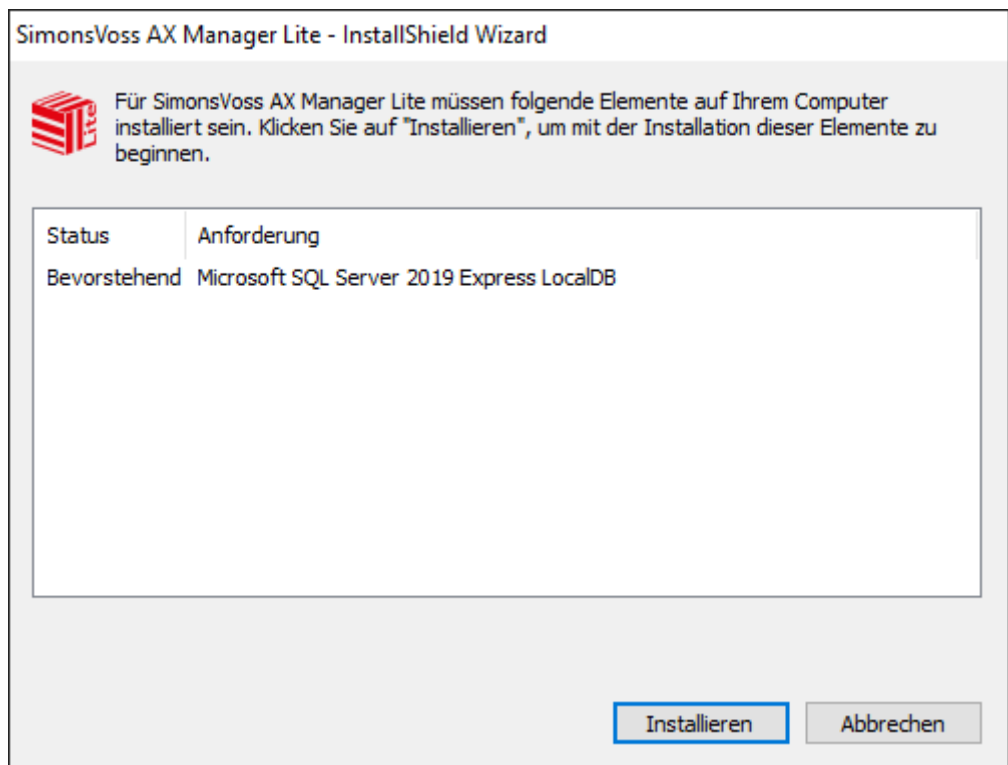 SimonsVoss AX Manager Lite - InstallShield Wizard
Lite
Für SimonsVoss AX Manager Lite müssen folgende Elemente auf Ihrem Computer
installiert sein. Klicken Sie auf "Installieren", um mit der Installation dieser Elemente zu
beginnen.
Status Anforderung
Bevorstehend Microsoft SQL Server 2019 Express LocalDB
Installieren Abbrechen